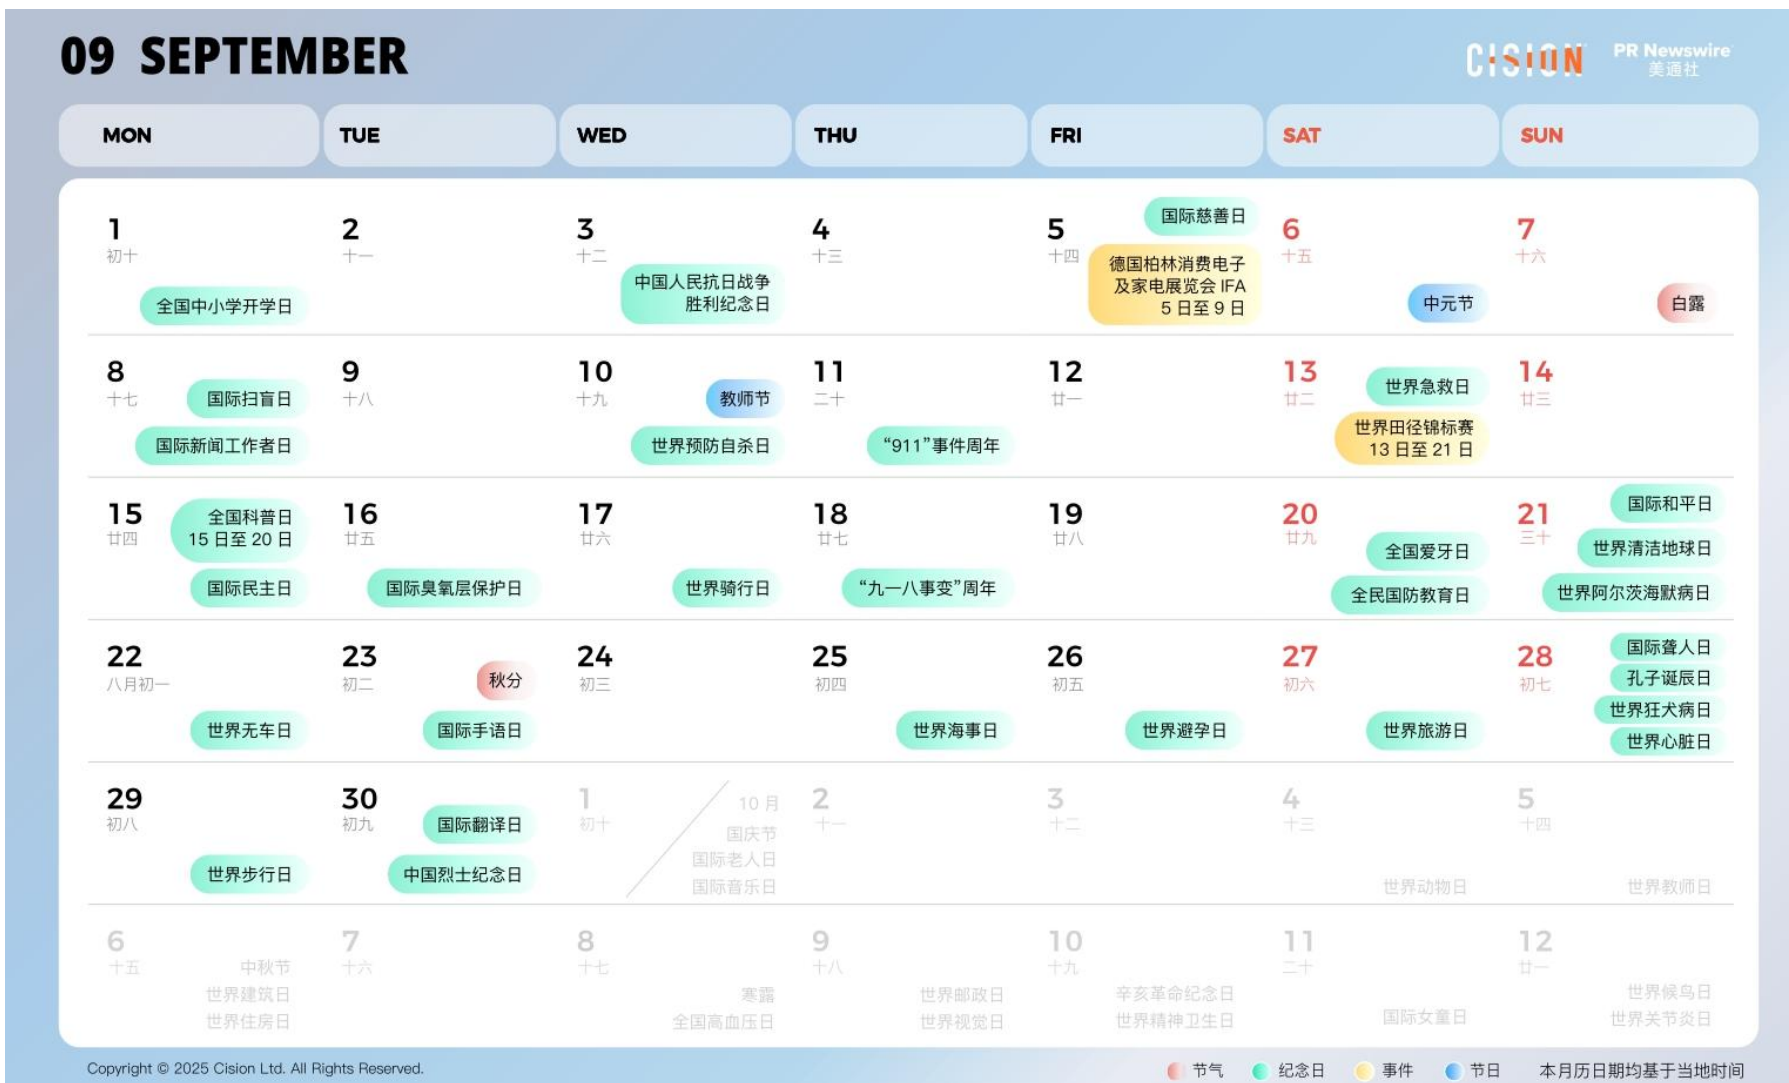 09 SEPTEMBER
CISION
PR Newswire
美通社
MON
TUE
WED
THU
FRI
SAT
SUN
1
初十
全国中小学开学日
2
十一
3
十二
中国人民抗日战争
胜利纪念日
4
十三
5
十四
国际慈善日
德国柏林消费电子
及家电展览会 IFA
5 日至 9 日
6
十五
中元节
7
十六
白露
8
十七
国际扫盲日
国际新闻工作者日
9
十八
10
十九
教师节
世界预防自杀日
11
二十
“911”事件周年
12
廿一
13
廿二
世界急救日
世界田径锦标赛
13 日至 21 日
14
廿三
15
廿四
全国科普日
15 日至 20 日
国际民主日
16
廿五
国际臭氧层保护日
17
廿六
世界骑行日
18
廿七
“九一八事变”周年
19
廿八
20
廿九
全国爱牙日
全民国防教育日
21
三十
国际和平日
世界清洁地球日
世界阿尔茨海默病日
22
八月初一
世界无车日
23
初二
秋分
国际手语日
24
初三
25
初四
世界海事日
26
初五
世界避孕日
27
初六
世界旅游日
28
初七
国际聋人日
孔子诞辰日
世界狂犬病日
世界心脏日
29
初八
世界步行日
30
初九
国际翻译日
中国烈士纪念日
1
初十
10 月
国庆节
国际老人日
国际音乐日
2
十一
3
十二
4
十三
世界动物日
5
十四
世界教师日
6
十五
中秋节
世界建筑日
世界住房日
7
十六
8
十七
寒露
全国高血压日
9
十八
世界邮政日
世界视觉日
10
十九
辛亥革命纪念日
世界精神卫生日
11
二十
国际女童日
12
廿一
世界候鸟日
世界关节炎日
Copyright © 2025 Cision Ltd. All Rights Reserved.
节气
纪念日
事件
节日
本月历日期均基于当地时间